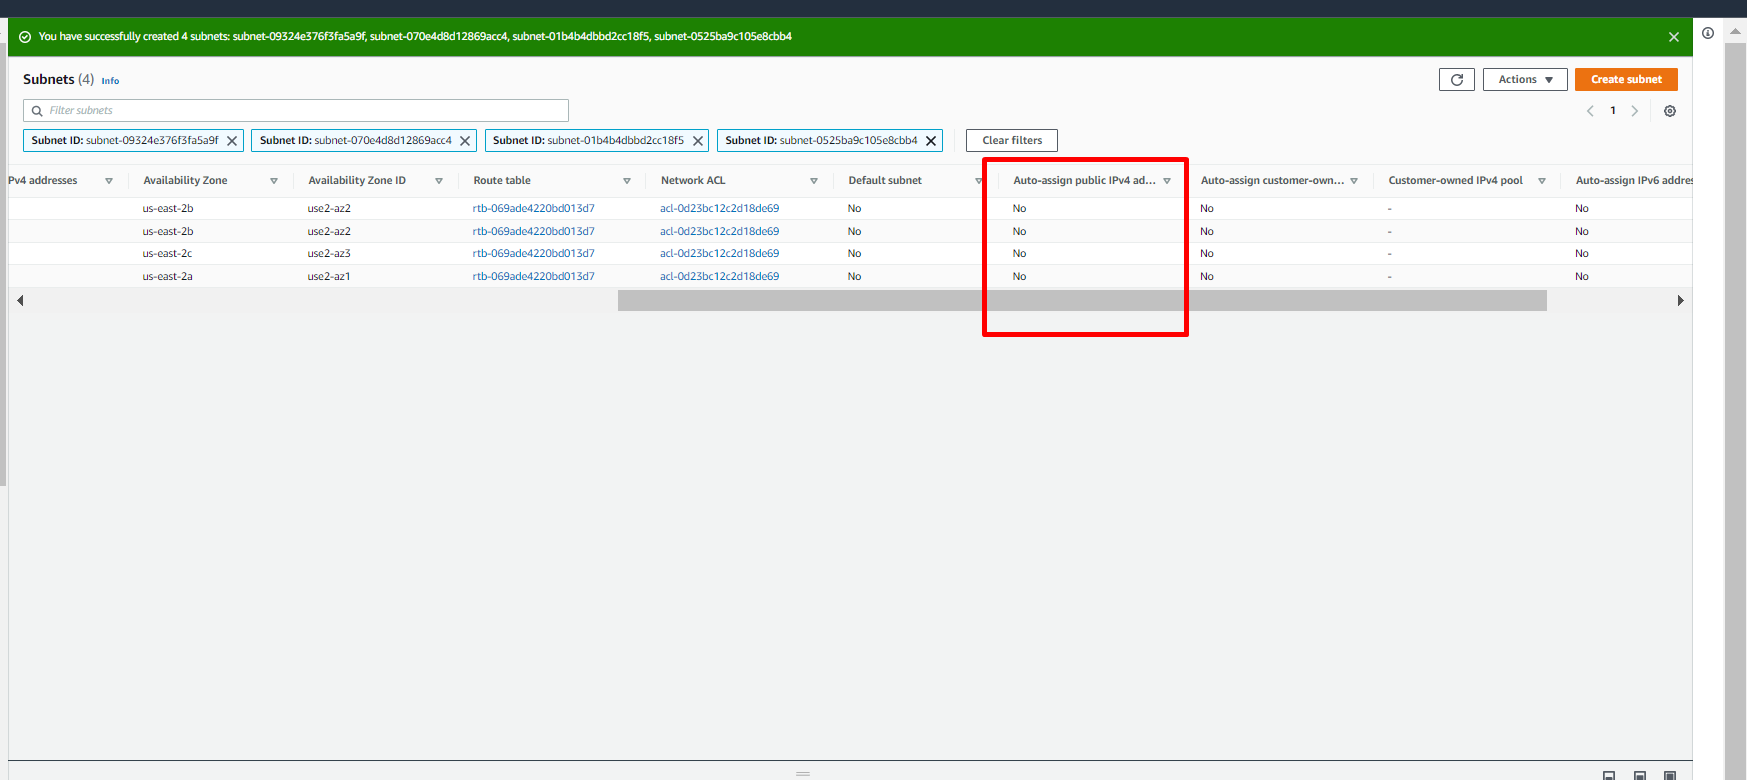 You have successfully created 4 subnets: subnet-09324e376f3fa5a9f, subnet-070e4d8d12869acc4, subnet-01b4b4dbbd2cc18f5, subnet-0525ba9c105e8cbb4
Subnets (4) Info
Actions
Create subnet
Filter subnets
1
Subnet ID: subnet-09324e376f3fa5a9f
Subnet ID: subnet-070e4d8d12869acc4
Subnet ID: subnet-01b4b4dbbd2cc18f5
Subnet ID: subnet-0525ba9c105e8cbb4
Clear filters
Pv4 addresses Availability Zone Availability Zone ID Route table Network ACL Default subnet Auto-assign public IPv4 ad... Auto-assign customer-own... Customer-owned IPv4 pool Auto-assign IPv6 addres
us-east-2b use2-az2 rtb-069ade4220bd013d7 acl-0d23bc12c2d18de69 No No No - No
us-east-2b use2-az2 rtb-069ade4220bd013d7 acl-0d23bc12c2d18de69 No No No - No
us-east-2c use2-az3 rtb-069ade4220bd013d7 acl-0d23bc12c2d18de69 No No No - No
us-east-2a use2-az1 rtb-069ade4220bd013d7 acl-0d23bc12c2d18de69 No No No - No